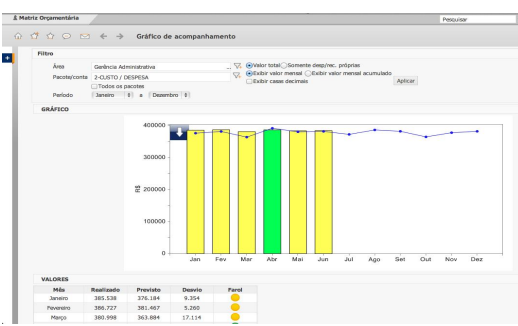 Matriz Orçamentária
Pesquisar
Gráfico de acompanhamento
Filtro
Área Gerência Administrativa ... Valor total Somente desp/rec. próprias
Pacote/conta 2-CUSTO / DESPESA Exibir valor mensal Exibir valor mensal acumulado
Todos os pacotes Exibir casas decimais Aplicar
Período Janeiro a Dezembro
GRÁFICO
400000
300000
R$
200000
100000
0
Jan Fev Mar Abr Mai Jun Jul Ago Set Out Nov Dez
VALORES
Mês Realizado Previsto Desvio Farol
Janeiro 385.538 376.184 9.354
Fevereiro 386.727 381.467 5.260
Março 380.998 363.884 17.114